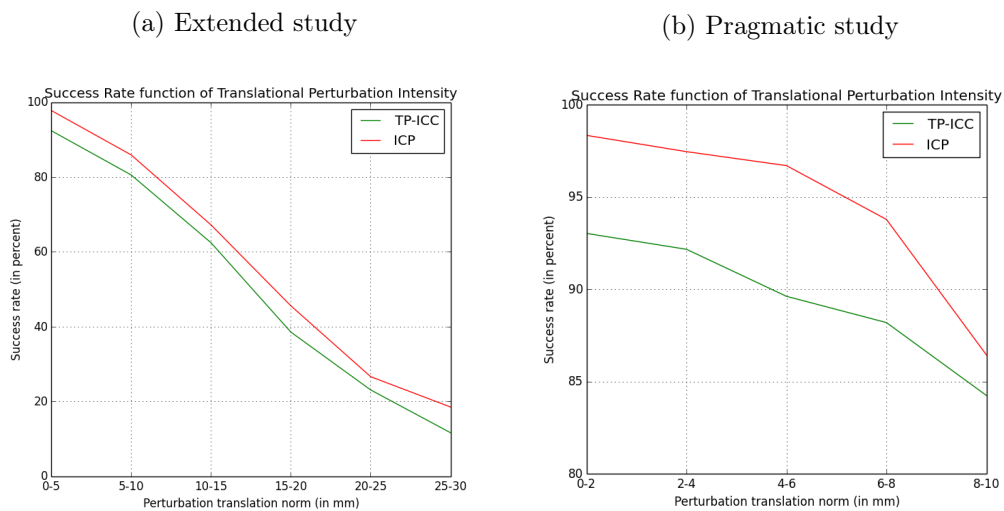 (a) Extended study
Success Rate function of Translational Perturbation Intensity
TP-ICC
ICP
Success rate (in percent)
100
80
60
40
20
0
0-5 5-10 10-15 15-20 20-25 25-30
Perturbation translation norm (in mm)
(b) Pragmatic study
Success Rate function of Translational Perturbation Intensity
TP-ICC
ICP
Success rate (in percent)
100
95
90
85
80
0-2 2-4 4-6 6-8 8-10
Perturbation translation norm (in mm)